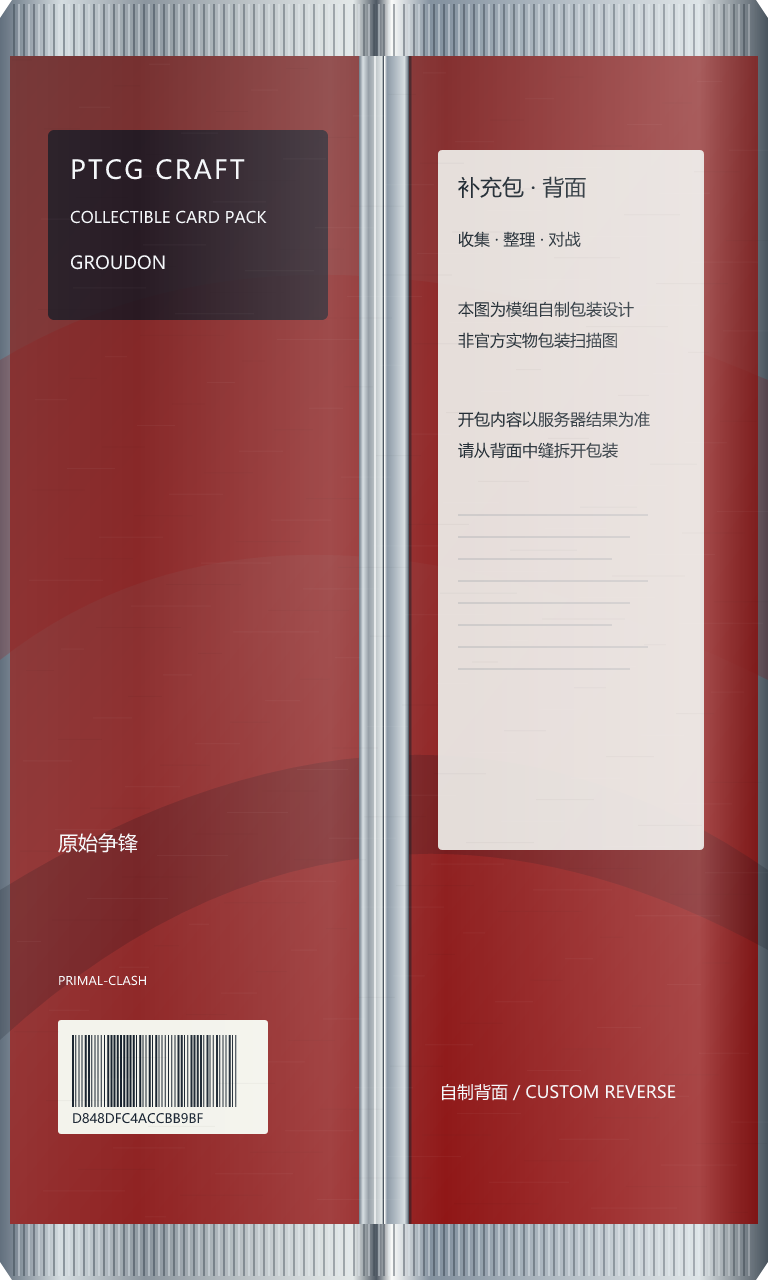 PTCG CRAFT
COLLECTIBLE CARD PACK
GROUDON
原始争锋
PRIMAL-CLASH
D848DFC4ACCBB9BF
补充包 · 背面
收集 · 整理 · 对战
本图为模组自制包装设计
非官方实物包装扫描图
开包内容以服务器结果为准
请从背面中缝拆开包装
自制背面 / CUSTOM REVERSE